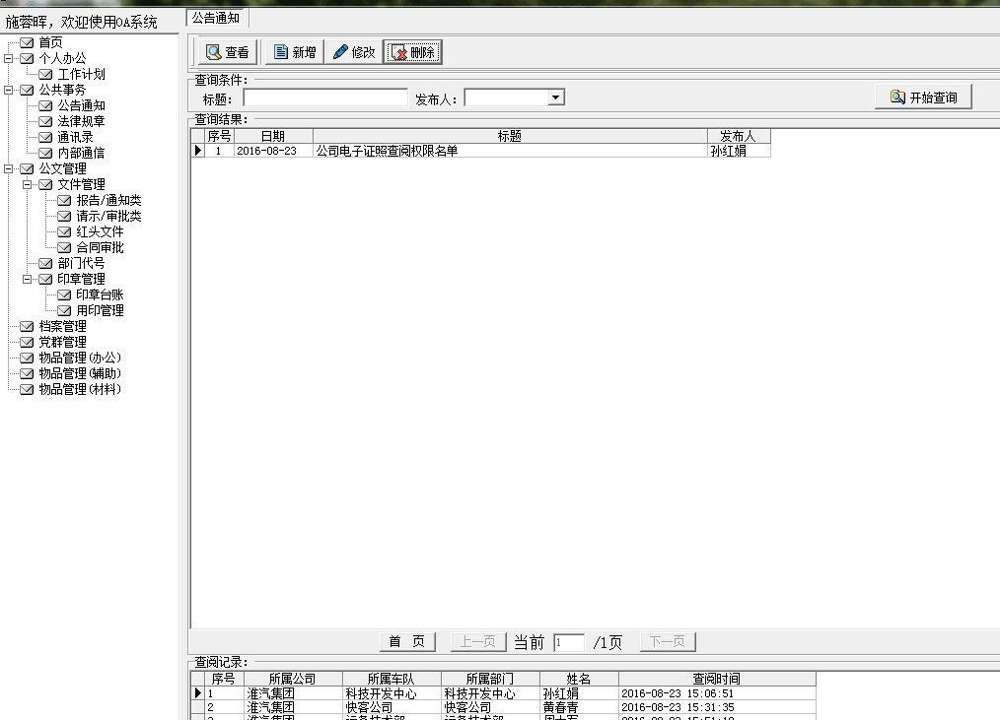 施蓉晖，欢迎使用OA系统
首页
个人办公
工作计划
公共事务
公告通知
法律规章
通讯录
内部通信
公文管理
文件管理
报告/通知类
请示/审批类
红头文件
合同审批
部门代号
印章管理
印章台账
用印管理
档案管理
党群管理
物品管理(办公)
物品管理(辅助)
物品管理(材料)
公告通知
查看 新增 修改 删除
查询条件:
标题: 发布人: 开始查询
查询结果:
序号 日期 标题 发布人
1 2016-08-23 公司电子证照查阅权限名单 孙红娟
首 页 上一页 当前 1 /1页 下一页
查阅记录:
序号 所属公司 所属车队 所属部门 姓名 查阅时间
1 淮汽集团 科技开发中心 科技开发中心 孙红娟 2016-08-23 15:06:51
2 淮汽集团 快客公司 快客公司 黄春青 2016-08-23 15:31:35